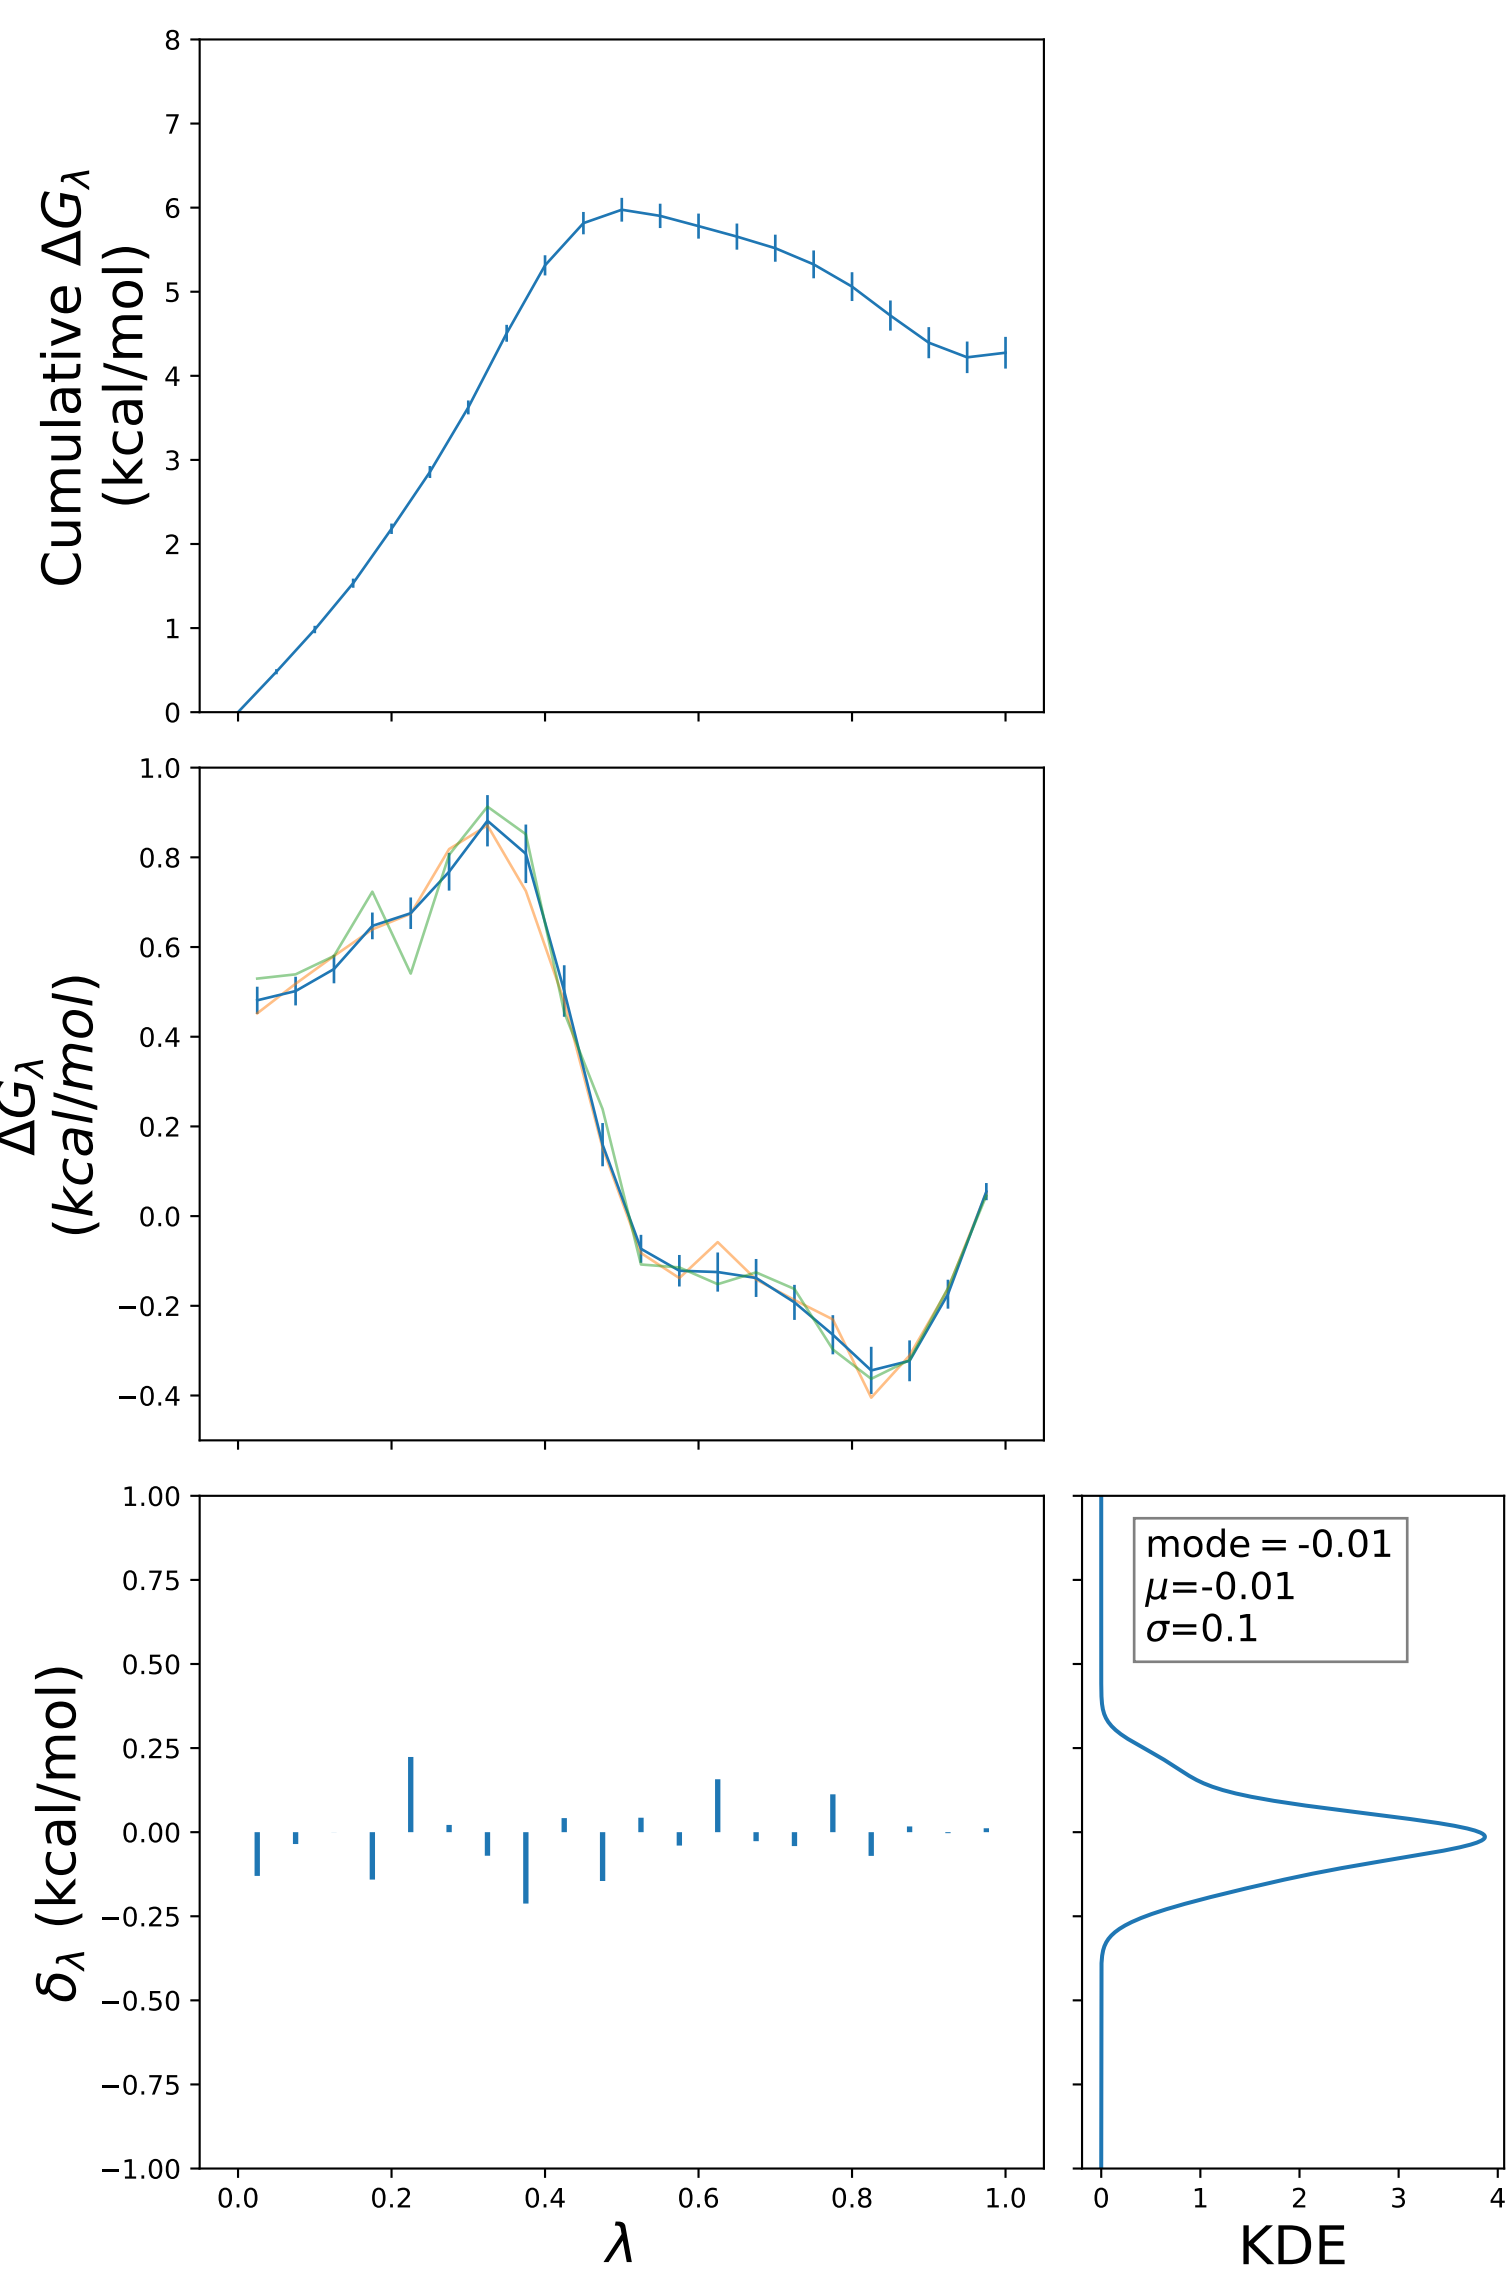 Cumulative ΔGλ
(kcal/mol)
8
7
6
5
4
3
2
1
0
ΔGλ
(kcal/mol)
1.0
0.8
0.6
0.4
0.2
0.0
−0.2
−0.4
δλ (kcal/mol)
1.00
0.75
0.50
0.25
0.00
−0.25
−0.50
−0.75
−1.00
0.0 0.2 0.4 0.6 0.8 1.0
λ
mode = -0.01
μ=-0.01
σ=0.1
0 1 2 3 4
KDE